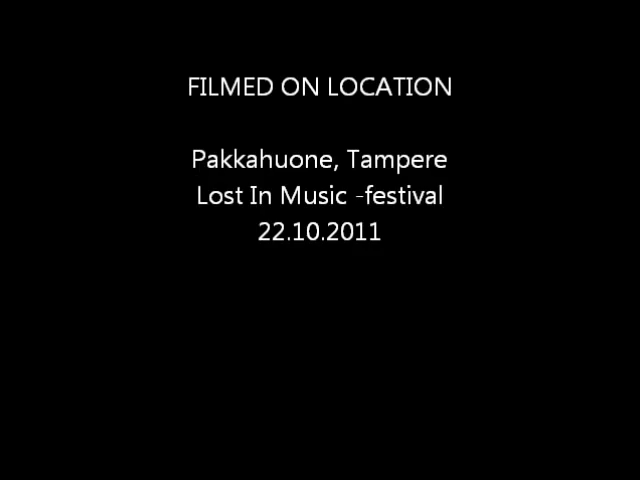 FILMED ON LOCATION
Pakkahuone, Tampere
Lost In Music -festival
22.10.2011